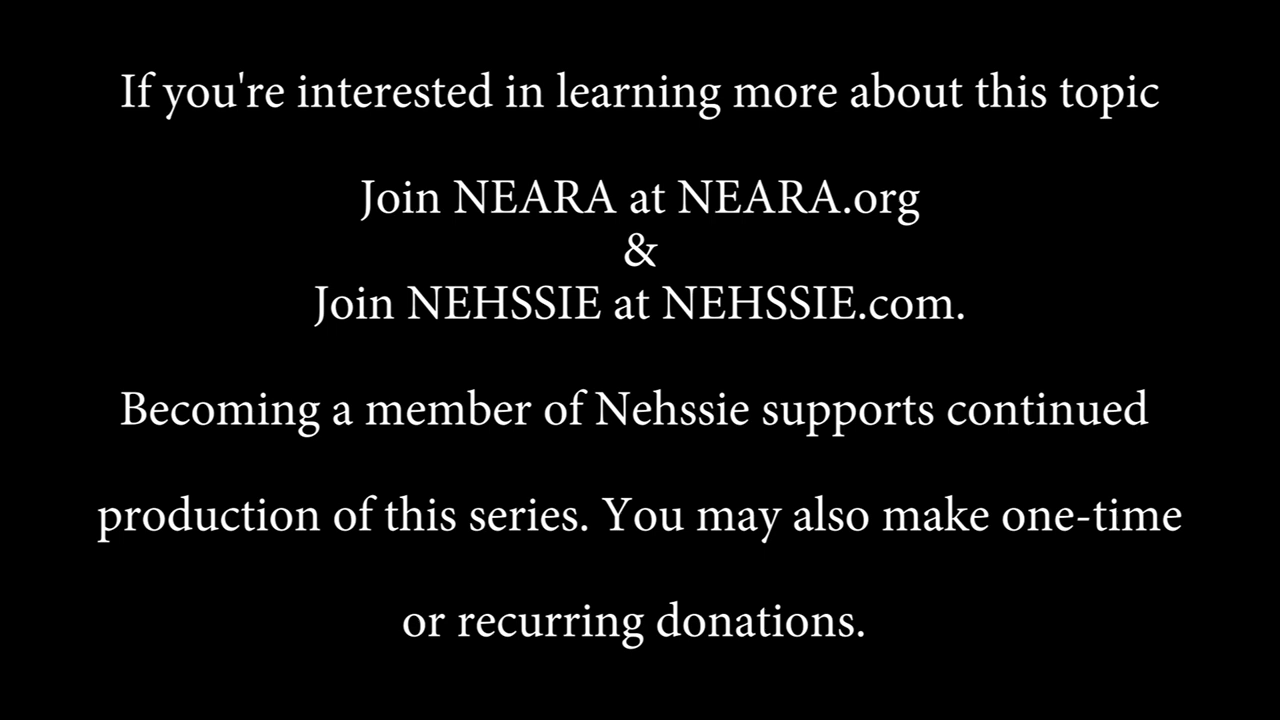 If you're interested in learning more about this topic
Join NEARA at NEARA.org
&
Join NEHSSIE at NEHSSIE.com.
Becoming a member of Nehssie supports continued
production of this series. You may also make one-time
or recurring donations.